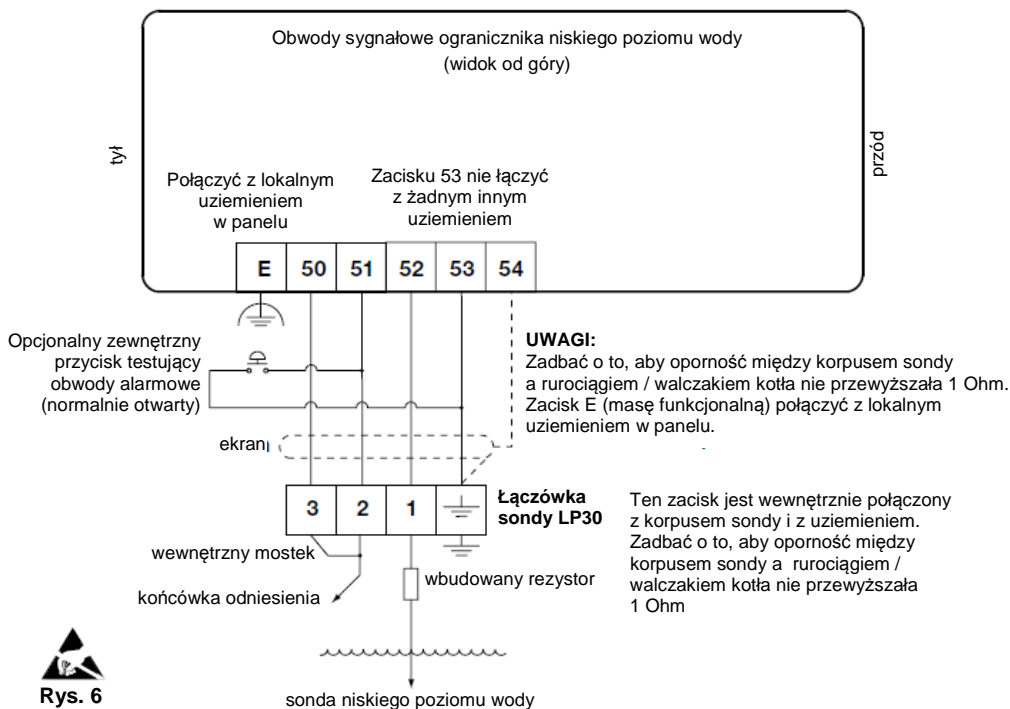 Obwody sygnałowe ogranicznika niskiego poziomu wody
(widok od góry)
tył
przód
Połączyć z lokalnym
uziemieniem
w panelu
Zacisku 53 nie łączyć
z żadnym innym
uziemieniem
E 50 51 52 53 54
Opcjonalny zewnętrzny
przycisk testujący
obwody alarmowe
(normalnie otwarty)
UWAGI:
Zadbać o to, aby oporność między korpusem sondy
a rurociągiem / walczakiem kotła nie przewyższała 1 Ohm.
Zacisk E (masę funkcjonalną) połączyć z lokalnym
uziemieniem w panelu.
ekran
3 2 1
Łączówka
sondy LP30
Ten zacisk jest wewnętrznie połączony
z korpusem sondy i z uziemieniem.
Zadbać o to, aby oporność między
korpusem sondy a rurociągiem /
walczakiem kotła nie przewyższała
1 Ohm
wewnętrzny mostek
wbudowany rezystor
końcówka odniesienia
Rys. 6
sonda niskiego poziomu wody